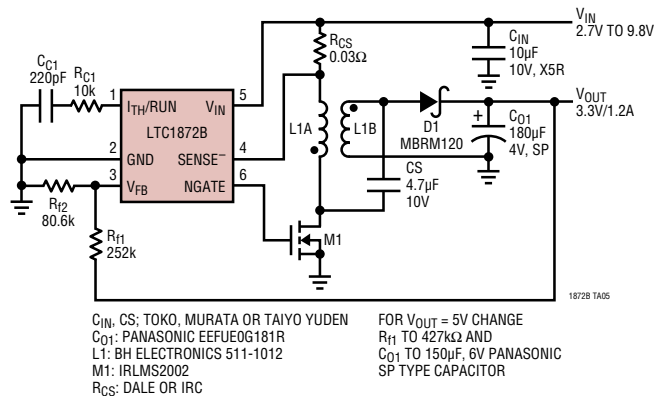 VIN
2.7V TO 9.8V
RCS
0.03Ω
CIN
10µF
10V, X5R
CC1
220pF
RC1
10k
1
ITH/RUN
VIN
5
LTC1872B
2
GND
SENSE–
4
3
VFB
NGATE
6
L1A
L1B
D1
MBRM120
VOUT
3.3V/1.2A
+
CO1
180µF
4V, SP
CS
4.7µF
10V
Rf2
80.6k
Rf1
252k
M1
1872B TA05
CIN, CS; TOKO, MURATA OR TAIYO YUDEN
CO1: PANASONIC EEFUE0G181R
L1: BH ELECTRONICS 511-1012
M1: IRLMS2002
RCS: DALE OR IRC
FOR VOUT = 5V CHANGE
Rf1 TO 427kΩ AND
CO1 TO 150µF, 6V PANASONIC
SP TYPE CAPACITOR